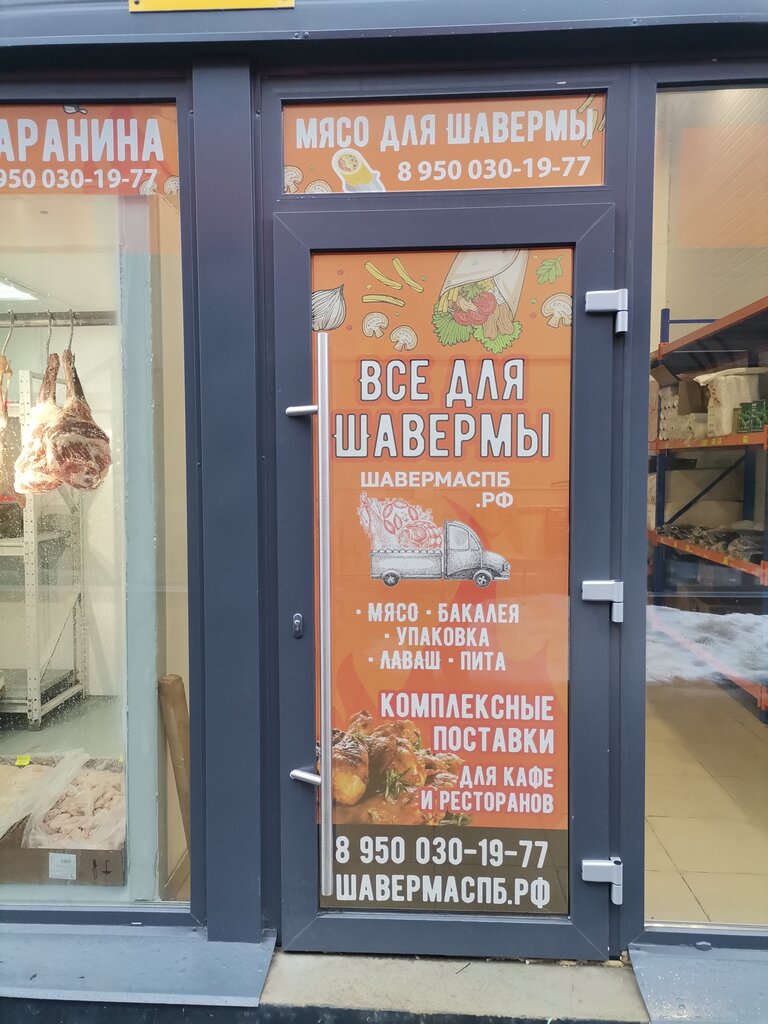 АРАНИНА
950 030-19-77
МЯСО ДЛЯ ШАВЕРМЫ
8 950 030-19-77
ВСЕ ДЛЯ
ШАВЕРМЫ
ШАВЕРМАСПБ
.РФ
· МЯСО · БАКАЛЕЯ
· УПАКОВКА
· ЛАВАШ · ПИТА
КОМПЛЕКСНЫЕ
ПОСТАВКИ
ДЛЯ КАФЕ
И РЕСТОРАНОВ
8 950 030-19-77
ШАВЕРМАСПБ.РФ